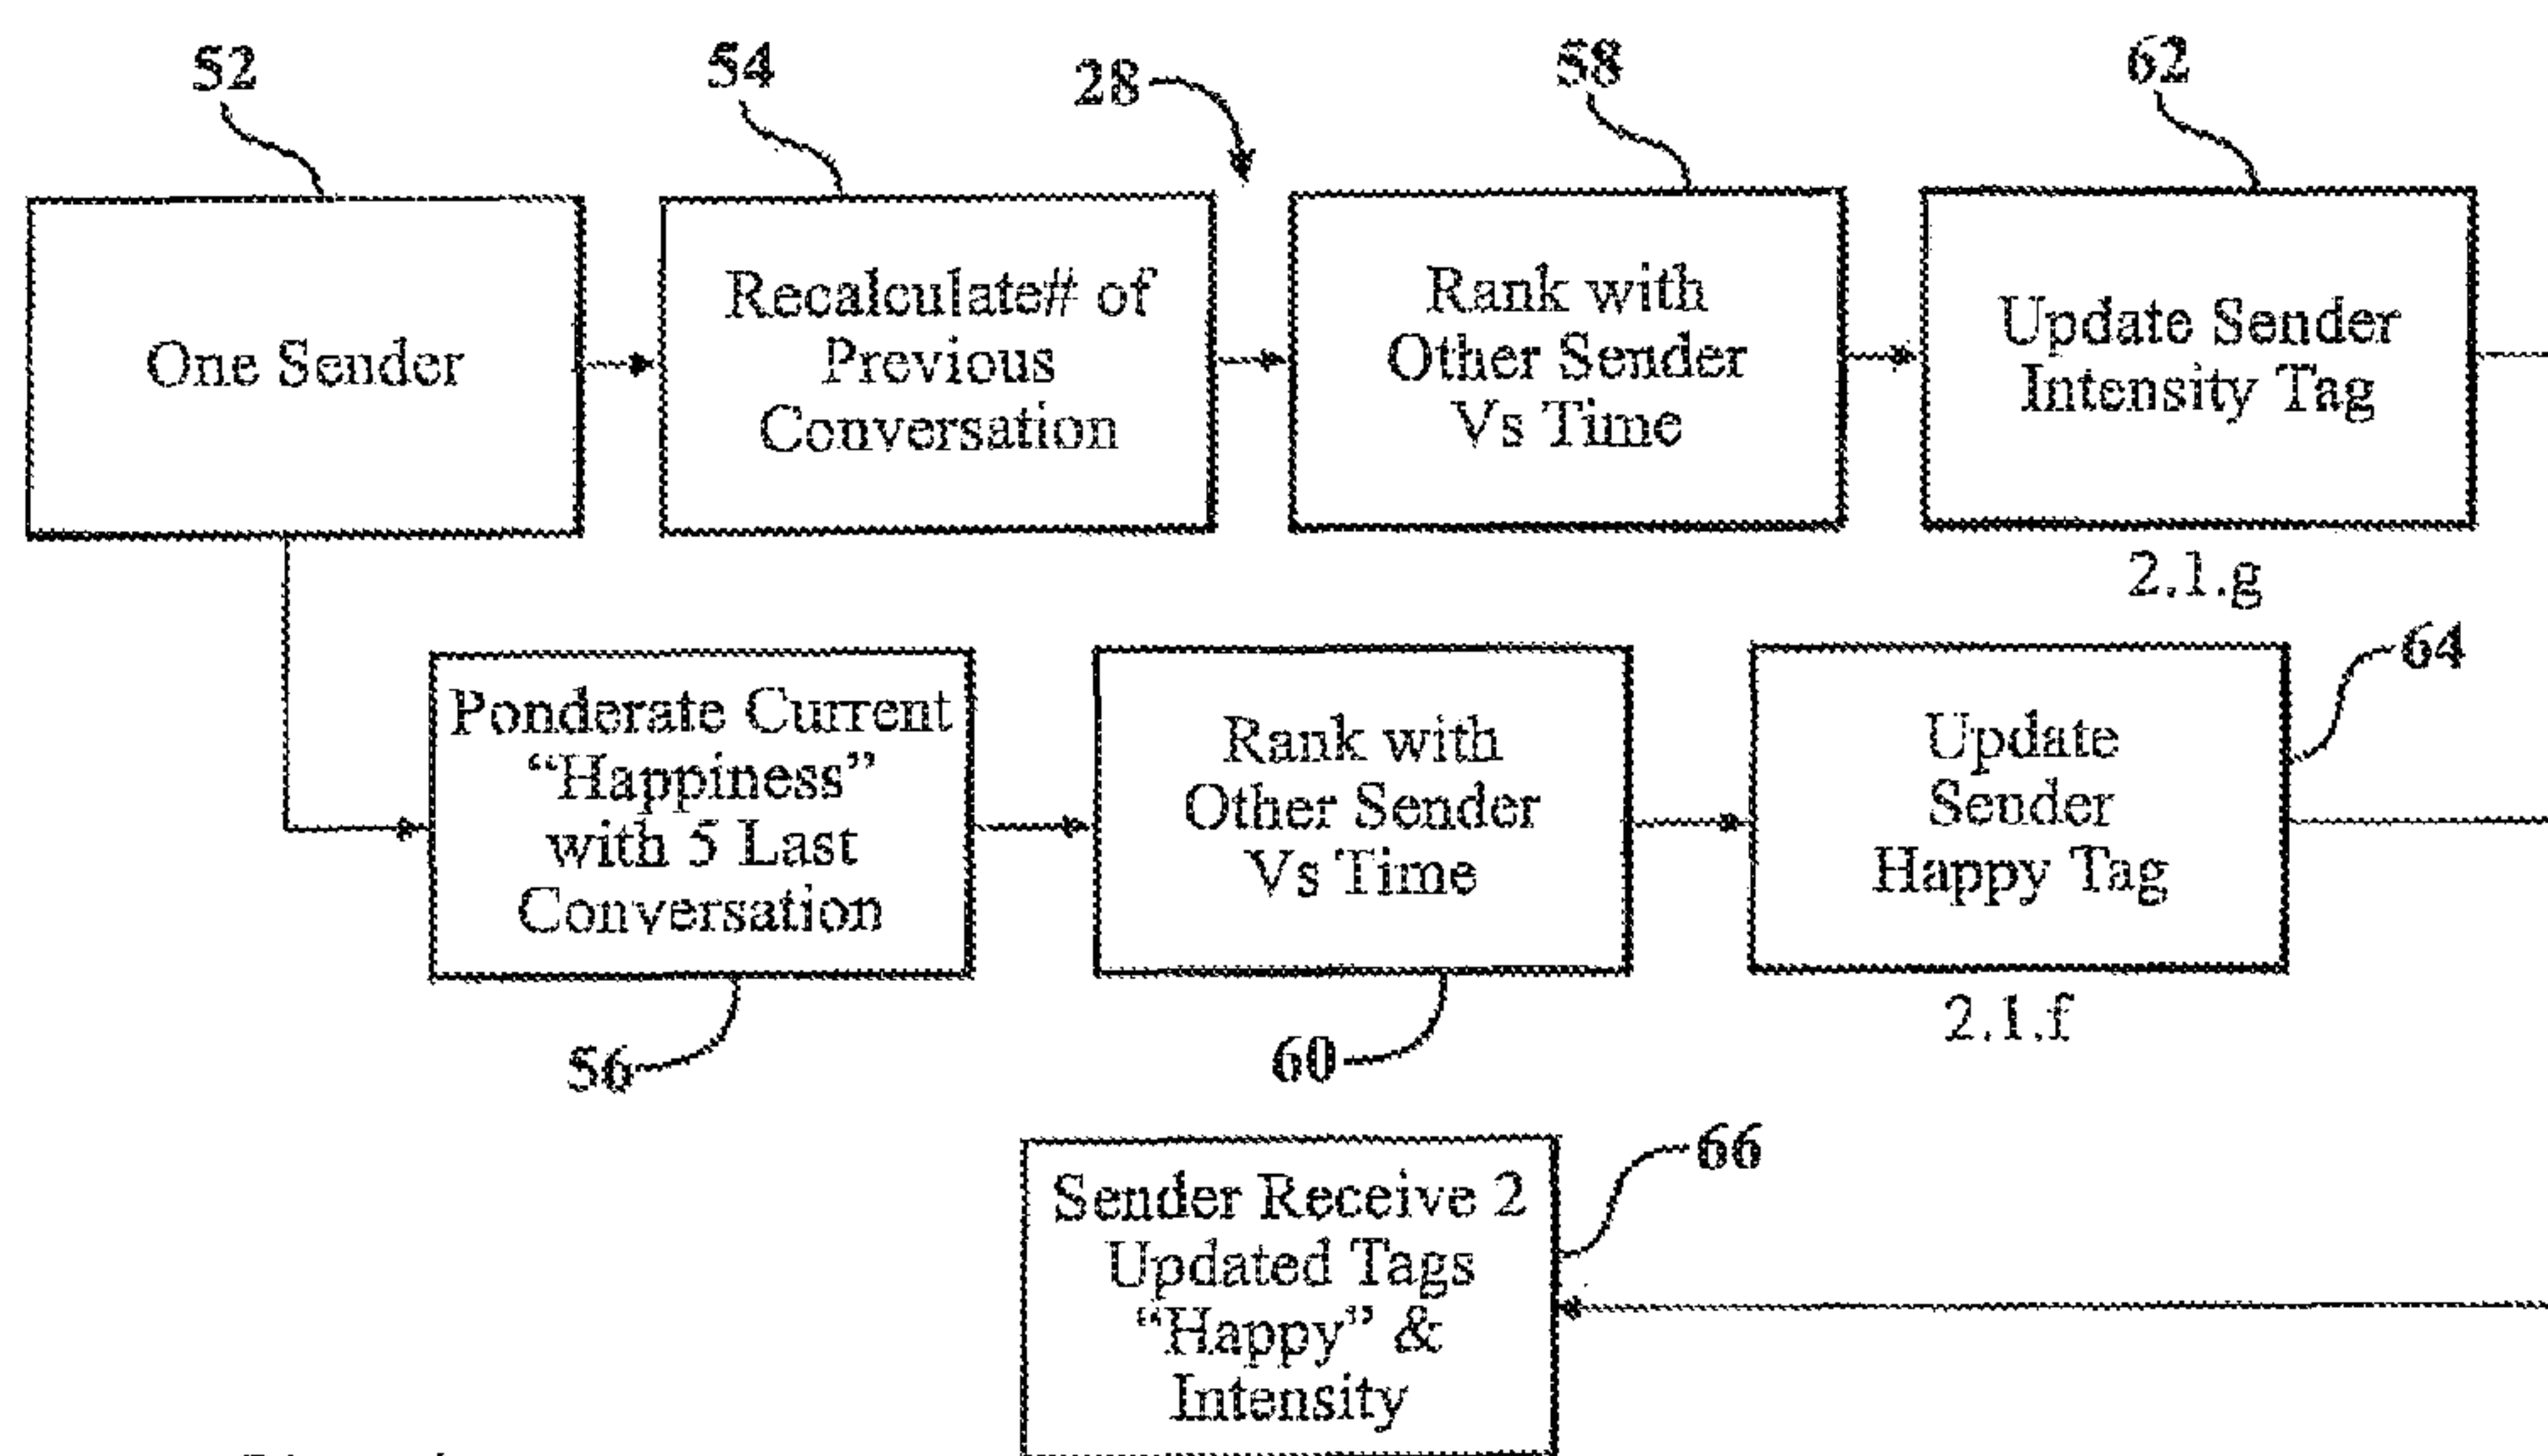 52
54
28
58
62
One Sender
Recalculate# of
Previous
Conversation
Rank with
Other Sender
Vs Time
Update Sender
Intensity Tag
2.1.g
64
Ponderate Current
“Happiness”
with 5 Last
Conversation
Rank with
Other Sender
Vs Time
Update
Sender
Happy Tag
2.1.f
56
60
66
Sender Receive 2
Updated Tags
“Happy” &
Intensity